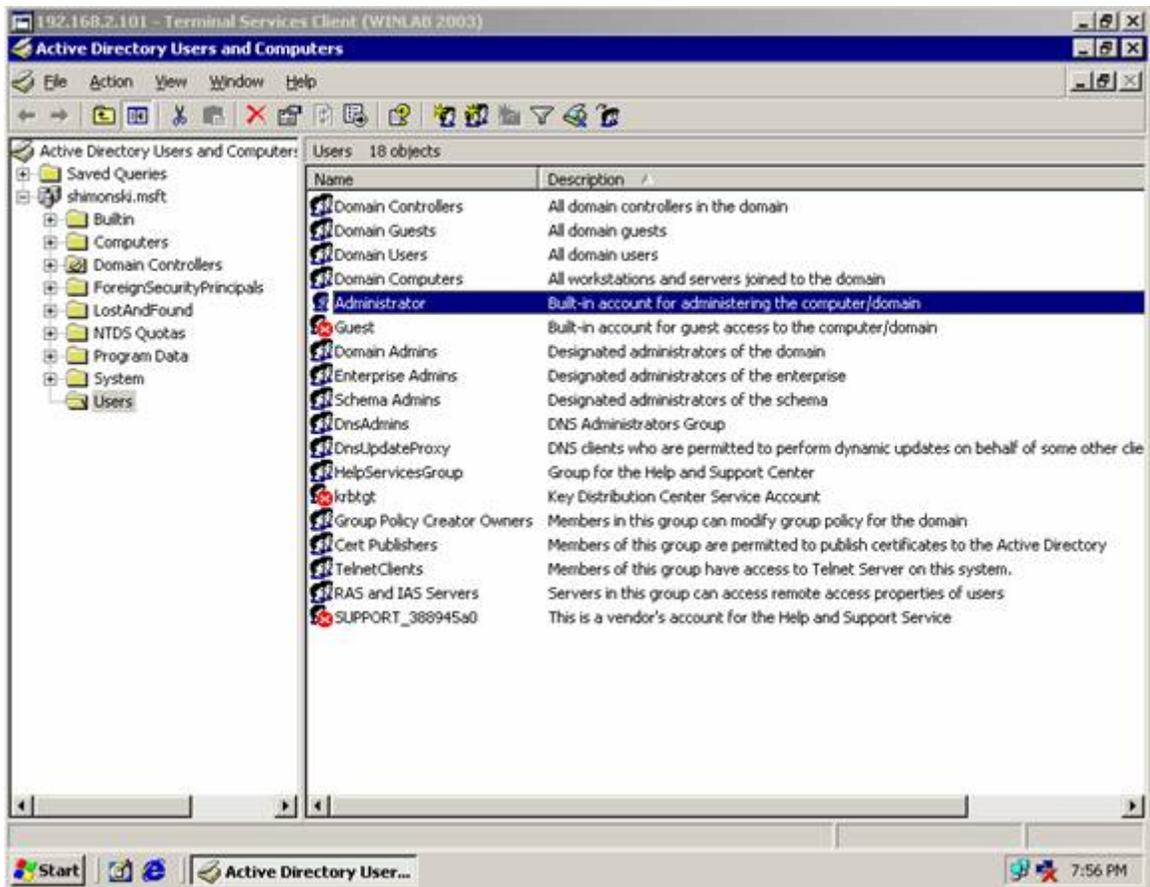 192.168.2.101 - Terminal Services Client (WINLAB 2003)
Active Directory Users and Computers
File Action View Window Help
Active Directory Users and Computers
Saved Queries
shimonski.msft
Builtin
Computers
Domain Controllers
ForeignSecurityPrincipals
LostAndFound
NTDS Quotas
Program Data
System
Users
Users 18 objects
Name Description
Domain Controllers All domain controllers in the domain
Domain Guests All domain guests
Domain Users All domain users
Domain Computers All workstations and servers joined to the domain
Administrator Built-in account for administering the computer/domain
Guest Built-in account for guest access to the computer/domain
Domain Admins Designated administrators of the domain
Enterprise Admins Designated administrators of the enterprise
Schema Admins Designated administrators of the schema
DnsAdmins DNS Administrators Group
DnsUpdateProxy DNS clients who are permitted to perform dynamic updates on behalf of some other clie
HelpServicesGroup Group for the Help and Support Center
krbtgt Key Distribution Center Service Account
Group Policy Creator Owners Members in this group can modify group policy for the domain
Cert Publishers Members of this group are permitted to publish certificates to the Active Directory
TelnetClients Members of this group have access to Telnet Server on this system.
RAS and IAS Servers Servers in this group can access remote access properties of users
SUPPORT_388945a0 This is a vendor's account for the Help and Support Service
Start Active Directory User... 7:56 PM